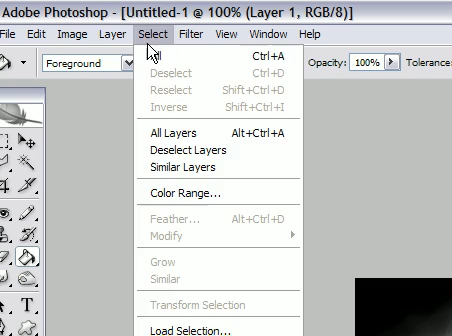 Adobe Photoshop - [Untitled-1 @ 100% (Layer 1, RGB/8)]
File Edit Image Layer Select Filter View Window Help
Foreground Opacity: 100% Tolerance:
Ctrl+A
Deselect Ctrl+D
Reselect Shift+Ctrl+D
Inverse Shift+Ctrl+I
All Layers Alt+Ctrl+A
Deselect Layers
Similar Layers
Color Range...
Feather... Alt+Ctrl+D
Modify
Grow
Similar
Transform Selection
Load Selection...
T